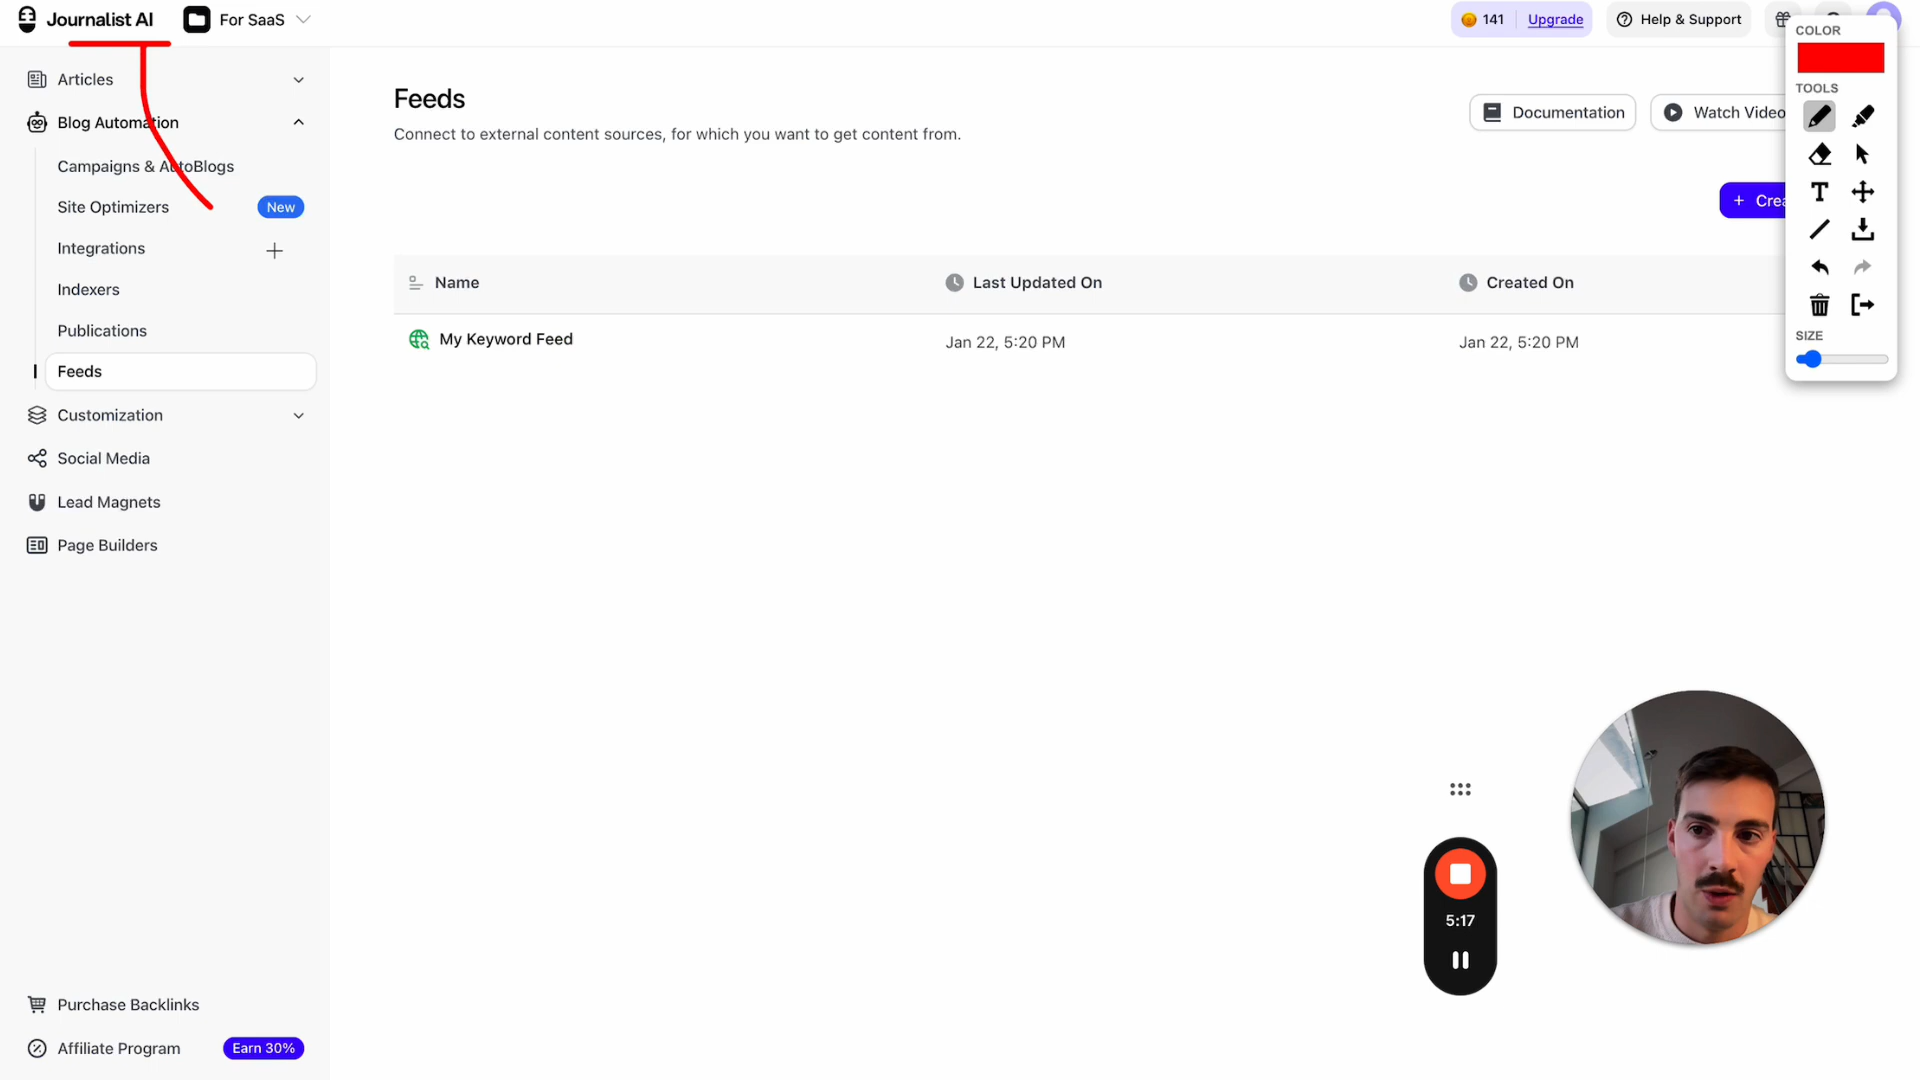 Journalist AI
For SaaS
141
Upgrade
Help & Support
COLOR
TOOLS
SIZE
Articles
Blog Automation
Campaigns & AutoBlogs
Site Optimizers
New
Integrations
Indexers
Publications
Feeds
Customization
Social Media
Lead Magnets
Page Builders
Purchase Backlinks
Affiliate Program
Earn 30%
Feeds
Connect to external content sources, for which you want to get content from.
Documentation
Watch Video
+ Crea
Name
Last Updated On
Created On
My Keyword Feed
Jan 22, 5:20 PM
Jan 22, 5:20 PM
5:17